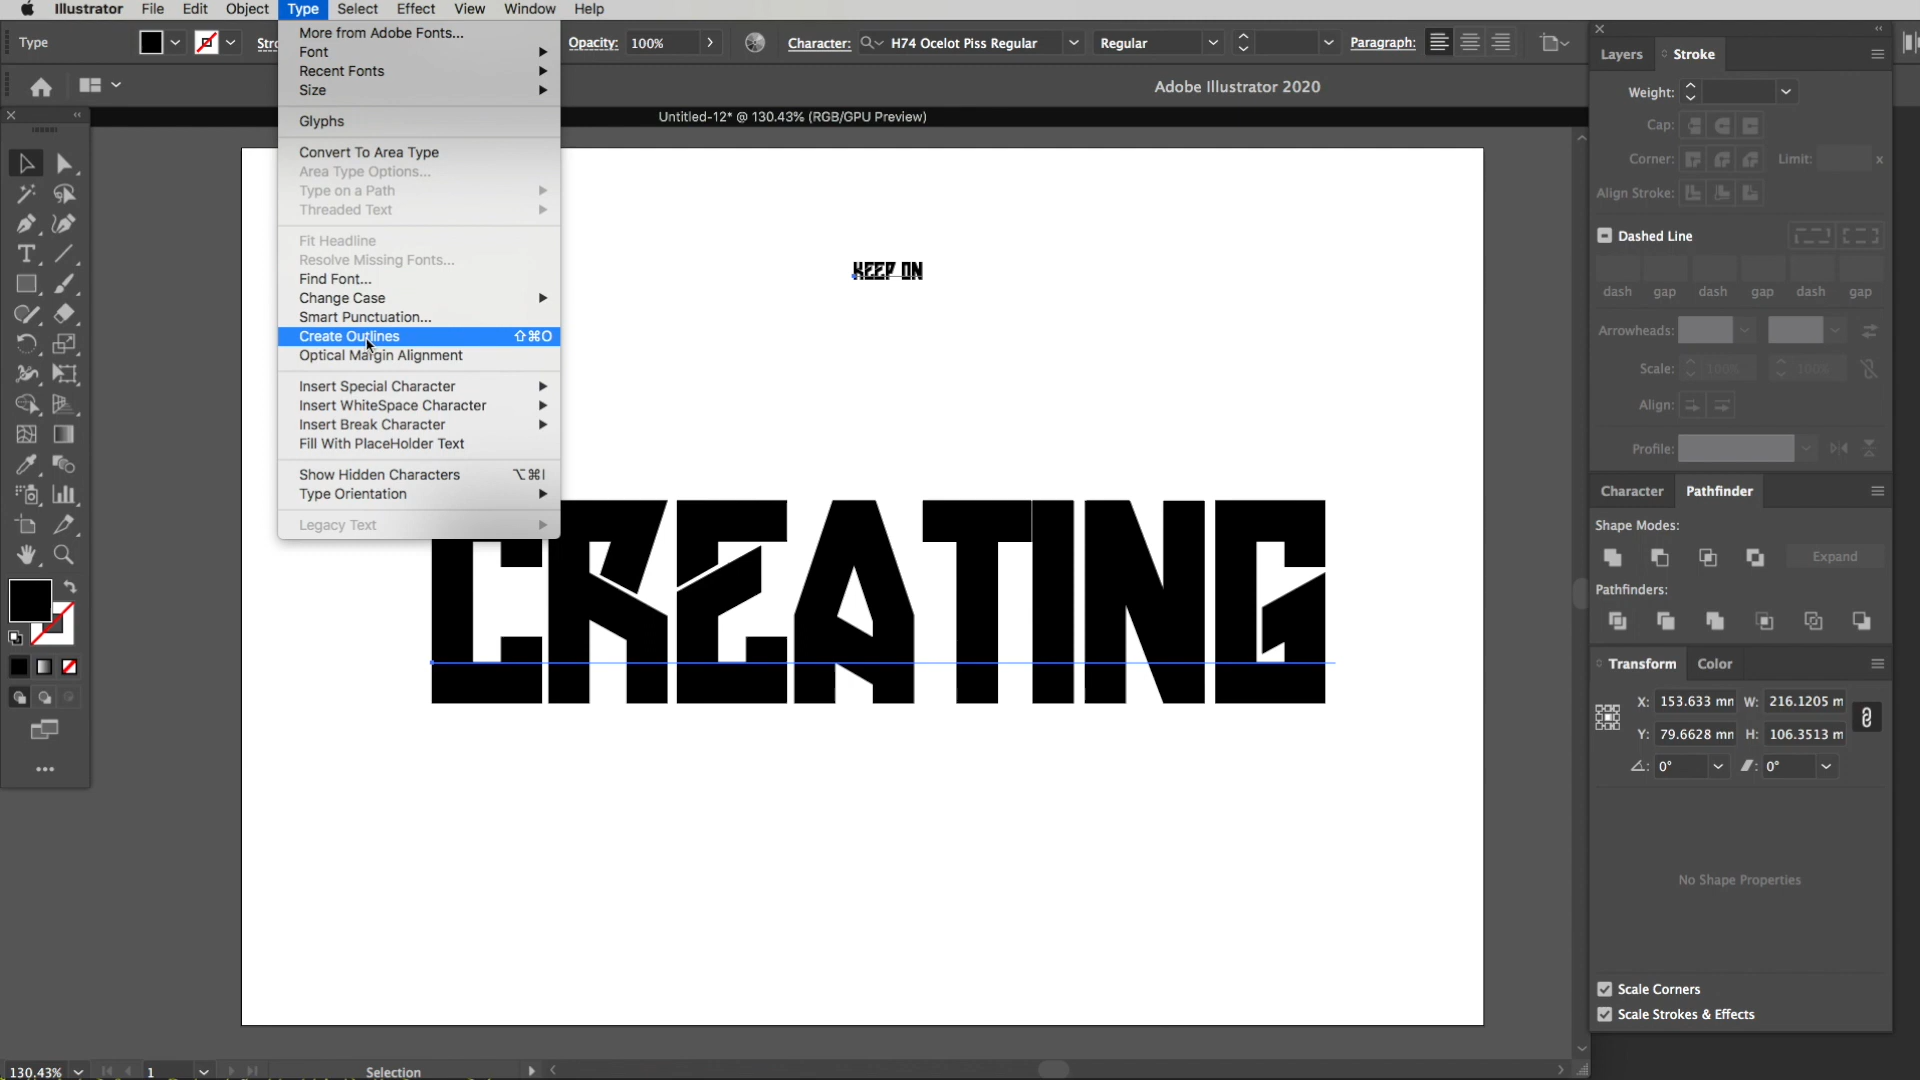 Illustrator File Edit Object Type Select Effect View Window Help
Type
Opacity: 100%
Character: H74 Ocelot Piss Regular
Regular
Paragraph:
Adobe Illustrator 2020
Untitled-12* @ 130.43% (RGB/GPU Preview)
More from Adobe Fonts...
Font
Recent Fonts
Size
Glyphs
Convert To Area Type
Area Type Options...
Type on a Path
Threaded Text
Fit Headline
Resolve Missing Fonts...
Find Font...
Change Case
Smart Punctuation...
Create Outlines ⇧⌘O
Optical Margin Alignment
Insert Special Character
Insert WhiteSpace Character
Insert Break Character
Fill With PlaceHolder Text
Show Hidden Characters ⌥⌘I
Type Orientation
Legacy Text
KEEP ON
CREATING
Layers Stroke
Weight:
Cap:
Corner: Limit: x
Align Stroke:
Dashed Line
dash gap dash gap dash gap
Arrowheads:
Scale: 100% 100%
Align:
Profile:
Character Pathfinder
Shape Modes:
Expand
Pathfinders:
Transform Color
X: 153.633 W: 216.1205
Y: 79.6628 H: 106.3513
0° 0°
No Shape Properties
Scale Corners
Scale Strokes & Effects
130.43% 1 Selection